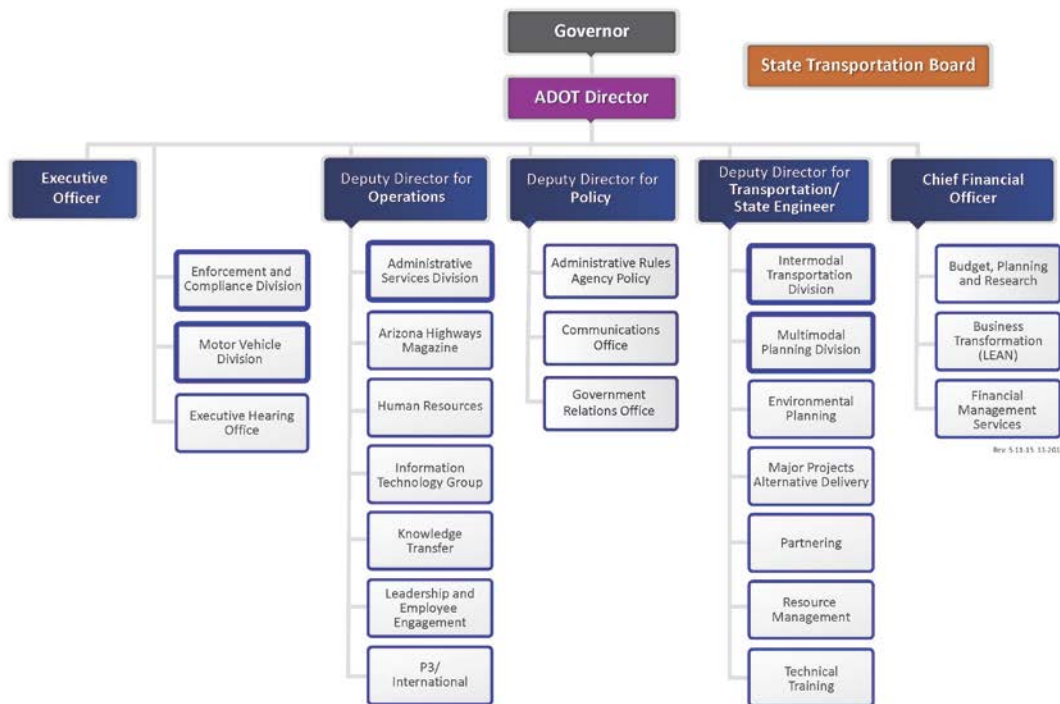 Governor
State Transportation Board
ADOT Director
Executive
Officer
Deputy Director for
Operations
Deputy Director for
Policy
Deputy Director for
Transportation/
State Engineer
Chief Financial
Officer
Enforcement and
Compliance Division
Motor Vehicle
Division
Executive Hearing
Office
Administrative
Services Division
Arizona Highways
Magazine
Human Resources
Information
Technology Group
Knowledge
Transfer
Leadership and
Employee
Engagement
P3/
International
Administrative Rules
Agency Policy
Communications
Office
Government
Relations Office
Intermodal
Transportation
Division
Multimodal
Planning Division
Environmental
Planning
Major Projects
Alternative Delivery
Partnering
Resource
Management
Technical
Training
Budget, Planning
and Research
Business
Transformation
(LEAN)
Financial
Management
Services
Rev.